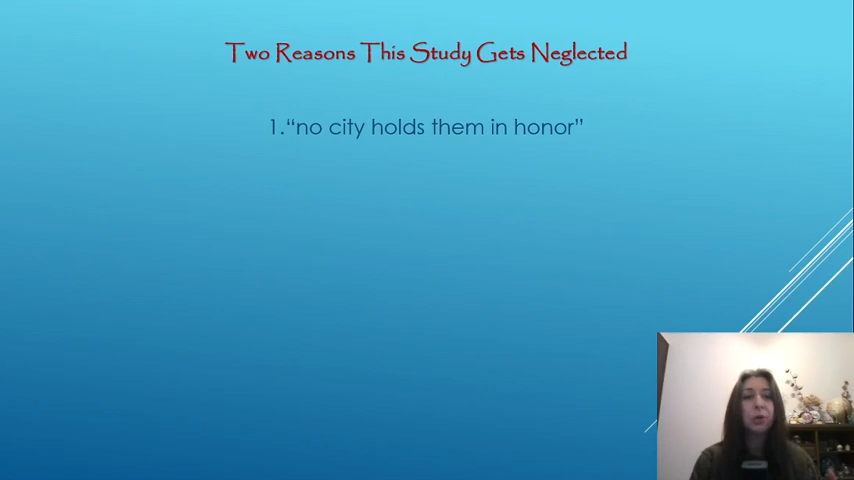 Two Reasons This Study Gets Neglected
1.“no city holds them in honor”